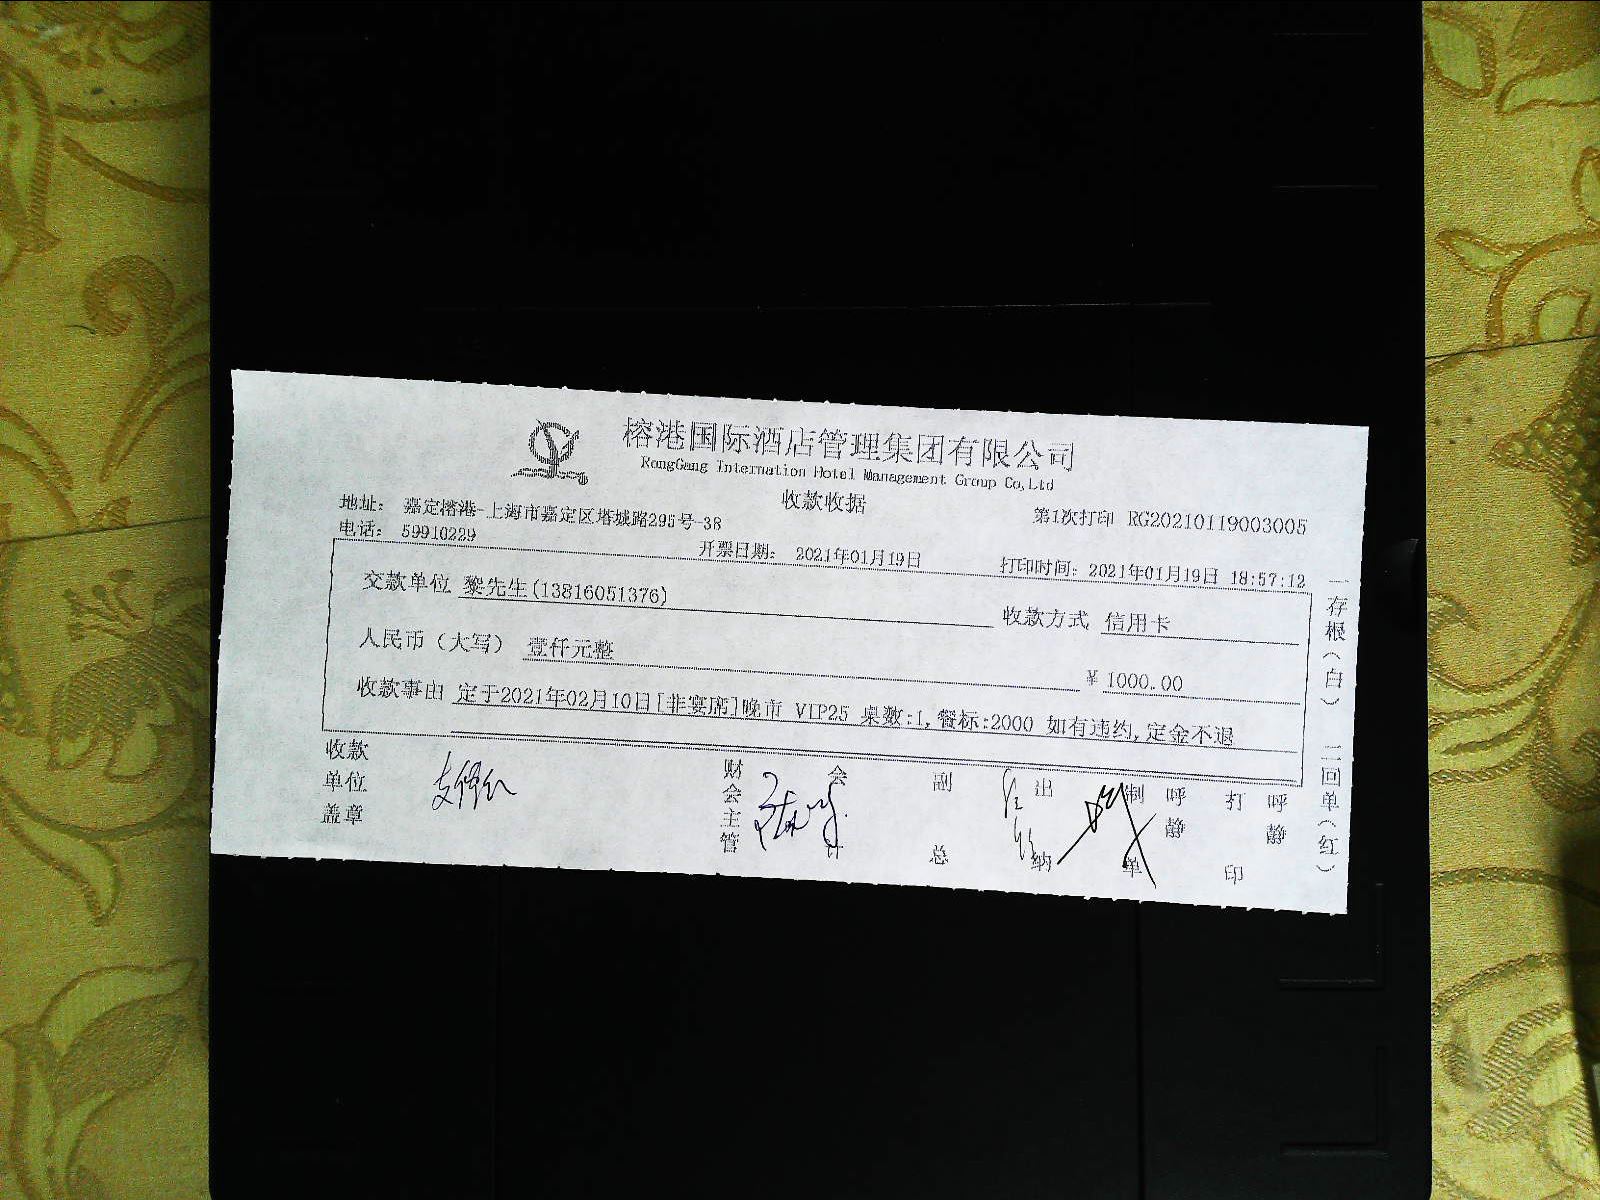 榕港国际酒店管理集团有限公司
RongGang Internation Hotel Management Group Co,Ltd
收款收据
地址： 嘉定榕港-上海市嘉定区塔城路295号-38
第1次打印 RG20210119003005
电话： 59910229
开票日期： 2021年01月19日
打印时间：2021年01月19日 18:57:12
交款单位 黎先生(13816051376)
收款方式 信用卡
人民币（大写） 壹仟元整
￥1000.00
收款事由 定于2021年02月10日[非宴席]晚市 VIP25 桌数:1,餐标:2000 如有违约,定金不退
收款单位盖章
财会主管
会计
副总
出纳
制单 呼静
打印 呼静
一存根（白） 二回单（红）